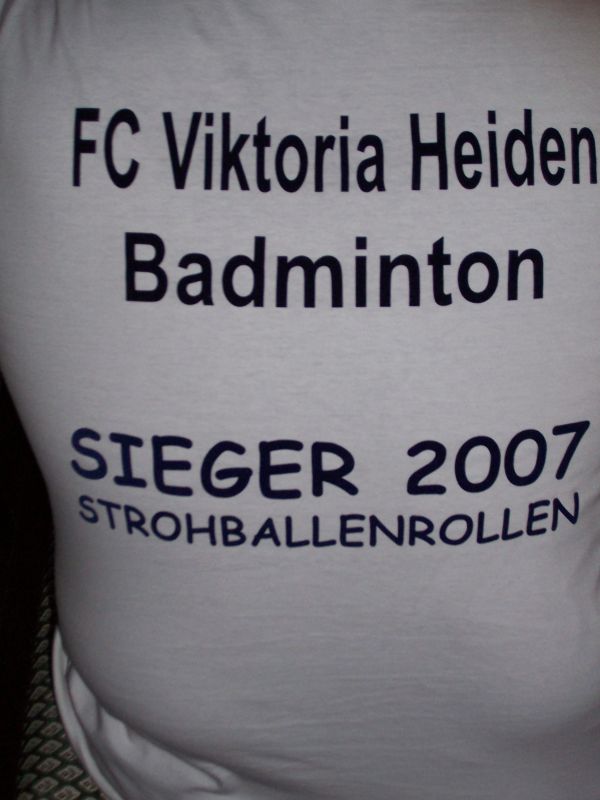 FC Viktoria Heiden
Badminton
SIEGER 2007
STROHBALLENROLLEN